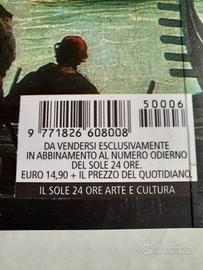 50006
9 771826 608008
DA VENDERSI ESCLUSIVAMENTE
IN ABBINAMENTO AL NUMERO ODIERNO
DEL SOLE 24 ORE.
EURO 14,90 + IL PREZZO DEL QUOTIDIANO.
IL SOLE 24 ORE ARTE E CULTURA
subito